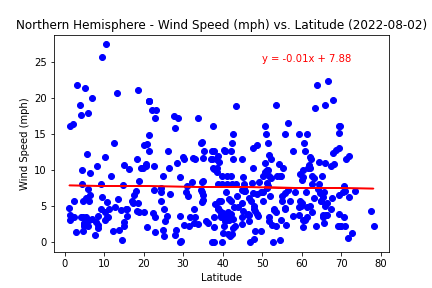 Northern Hemisphere - Wind Speed (mph) vs. Latitude (2022-08-02)
y = -0.01x + 7.88
Wind Speed (mph)
25
20
15
10
5
0
0 10 20 30 40 50 60 70 80
Latitude